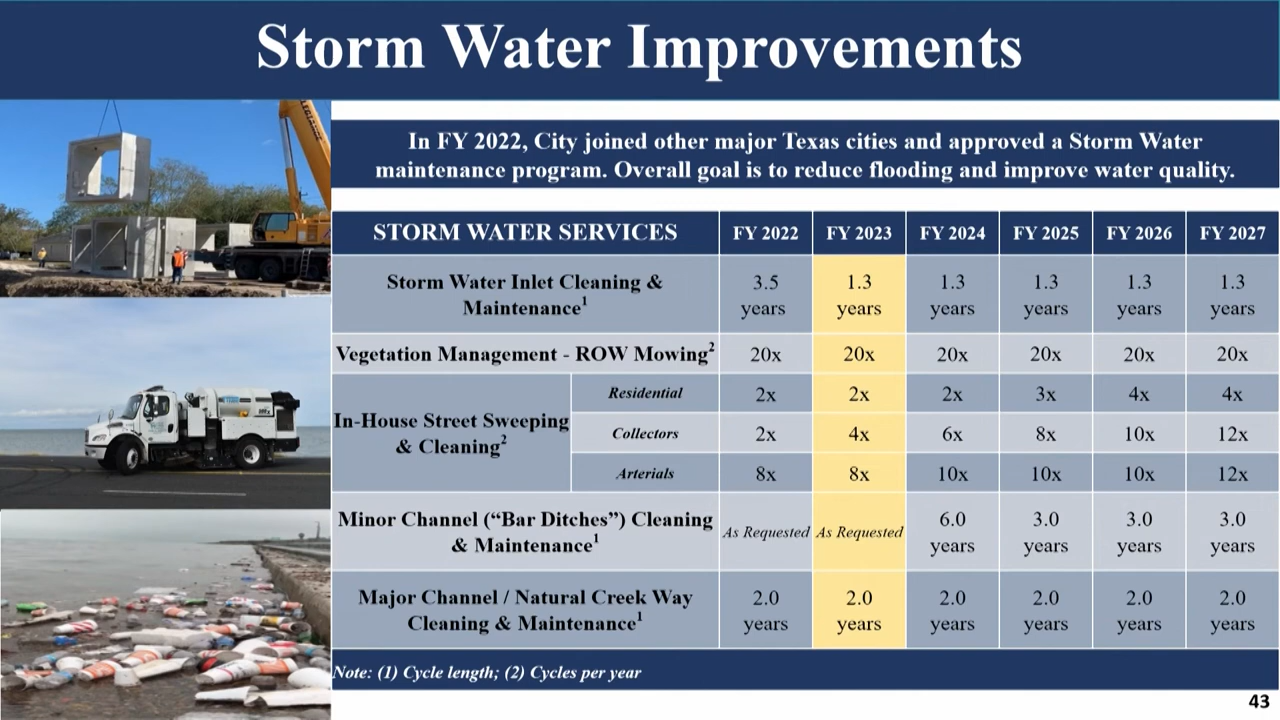 Storm Water Improvements
In FY 2022, City joined other major Texas cities and approved a Storm Water
maintenance program. Overall goal is to reduce flooding and improve water quality.
STORM WATER SERVICES FY 2022 FY 2023 FY 2024 FY 2025 FY 2026 FY 2027
Storm Water Inlet Cleaning &
Maintenance1
3.5 years 1.3 years 1.3 years 1.3 years 1.3 years 1.3 years
Vegetation Management - ROW Mowing2 20x 20x 20x 20x 20x 20x
In-House Street Sweeping
& Cleaning2
Residential 2x 2x 2x 3x 4x 4x
Collectors 2x 4x 6x 8x 10x 12x
Arterials 8x 8x 10x 10x 10x 12x
Minor Channel (“Bar Ditches”) Cleaning
& Maintenance1
As Requested As Requested 6.0 years 3.0 years 3.0 years 3.0 years
Major Channel / Natural Creek Way
Cleaning & Maintenance1
2.0 years 2.0 years 2.0 years 2.0 years 2.0 years 2.0 years
Note: (1) Cycle length; (2) Cycles per year
43